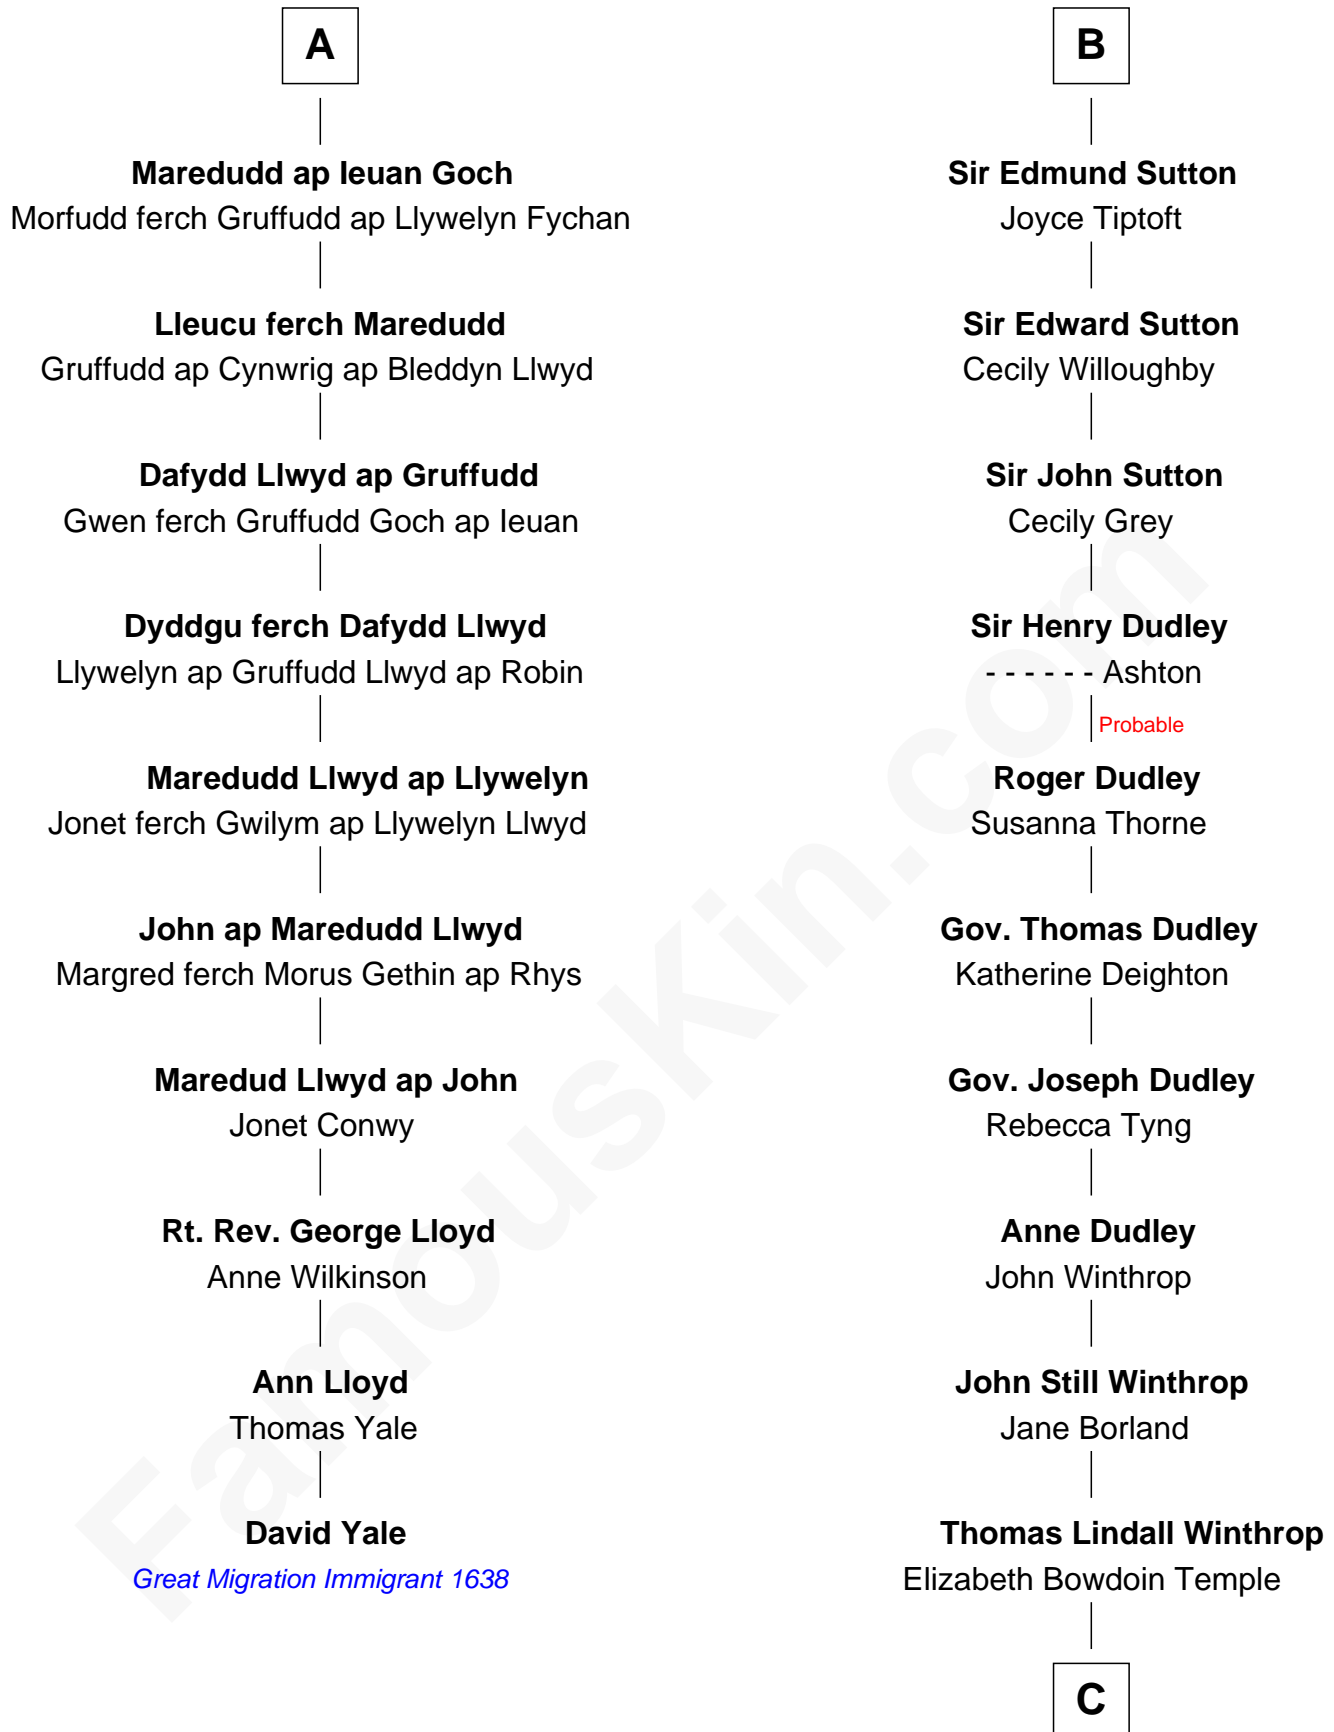 A
Maredudd ap Ieuan Goch
Morfudd ferch Gruffudd ap Llywelyn Fychan
Lleucu ferch Maredudd
Gruffudd ap Cynwrig ap Bleddyn Llwyd
Dafydd Llwyd ap Gruffudd
Gwen ferch Gruffudd Goch ap Ieuan
Dyddgu ferch Dafydd Llwyd
Llywelyn ap Gruffudd Llwyd ap Robin
Maredudd Llwyd ap Llywelyn
Jonet ferch Gwilym ap Llywelyn Llwyd
John ap Maredudd Llwyd
Margred ferch Morus Gethin ap Rhys
Maredud Llwyd ap John
Jonet Conwy
Rt. Rev. George Lloyd
Anne Wilkinson
Ann Lloyd
Thomas Yale
David Yale
Great Migration Immigrant 1638
B
Sir Edmund Sutton
Joyce Tiptoft
Sir Edward Sutton
Cecily Willoughby
Sir John Sutton
Cecily Grey
Sir Henry Dudley
- - - - - - Ashton
Probable
Roger Dudley
Susanna Thorne
Gov. Thomas Dudley
Katherine Deighton
Gov. Joseph Dudley
Rebecca Tyng
Anne Dudley
John Winthrop
John Still Winthrop
Jane Borland
Thomas Lindall Winthrop
Elizabeth Bowdoin Temple
C
FamousKin.com